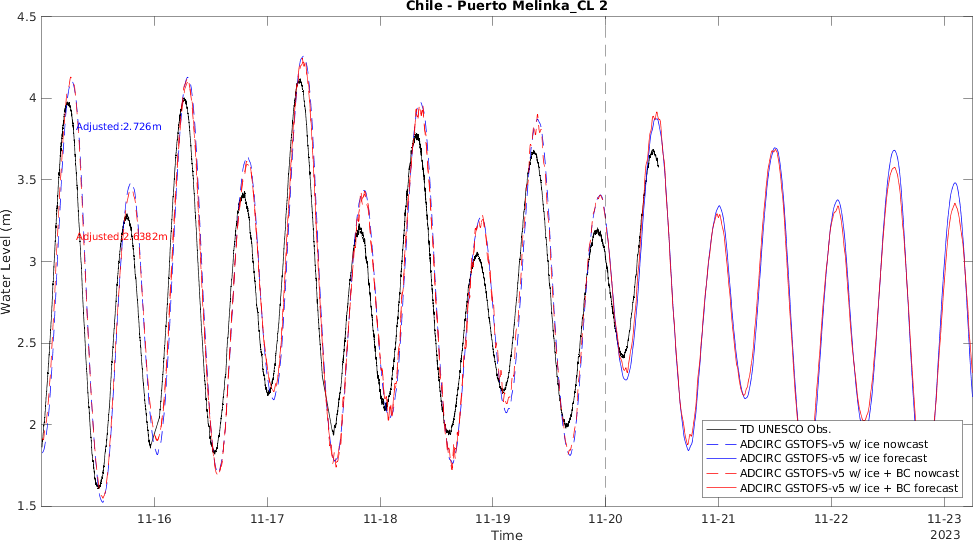 Chile - Puerto Melinka_CL 2
4.5
4
3.5
3
2.5
2
1.5
Water Level (m)
Adjusted:2.726m
Adjusted:2.6382m
TD UNESCO Obs.
ADCIRC GSTOFS-v5 w/ ice nowcast
ADCIRC GSTOFS-v5 w/ ice forecast
ADCIRC GSTOFS-v5 w/ ice + BC nowcast
ADCIRC GSTOFS-v5 w/ ice + BC forecast
11-16 11-17 11-18 11-19 11-20 11-21 11-22 11-23
2023
Time